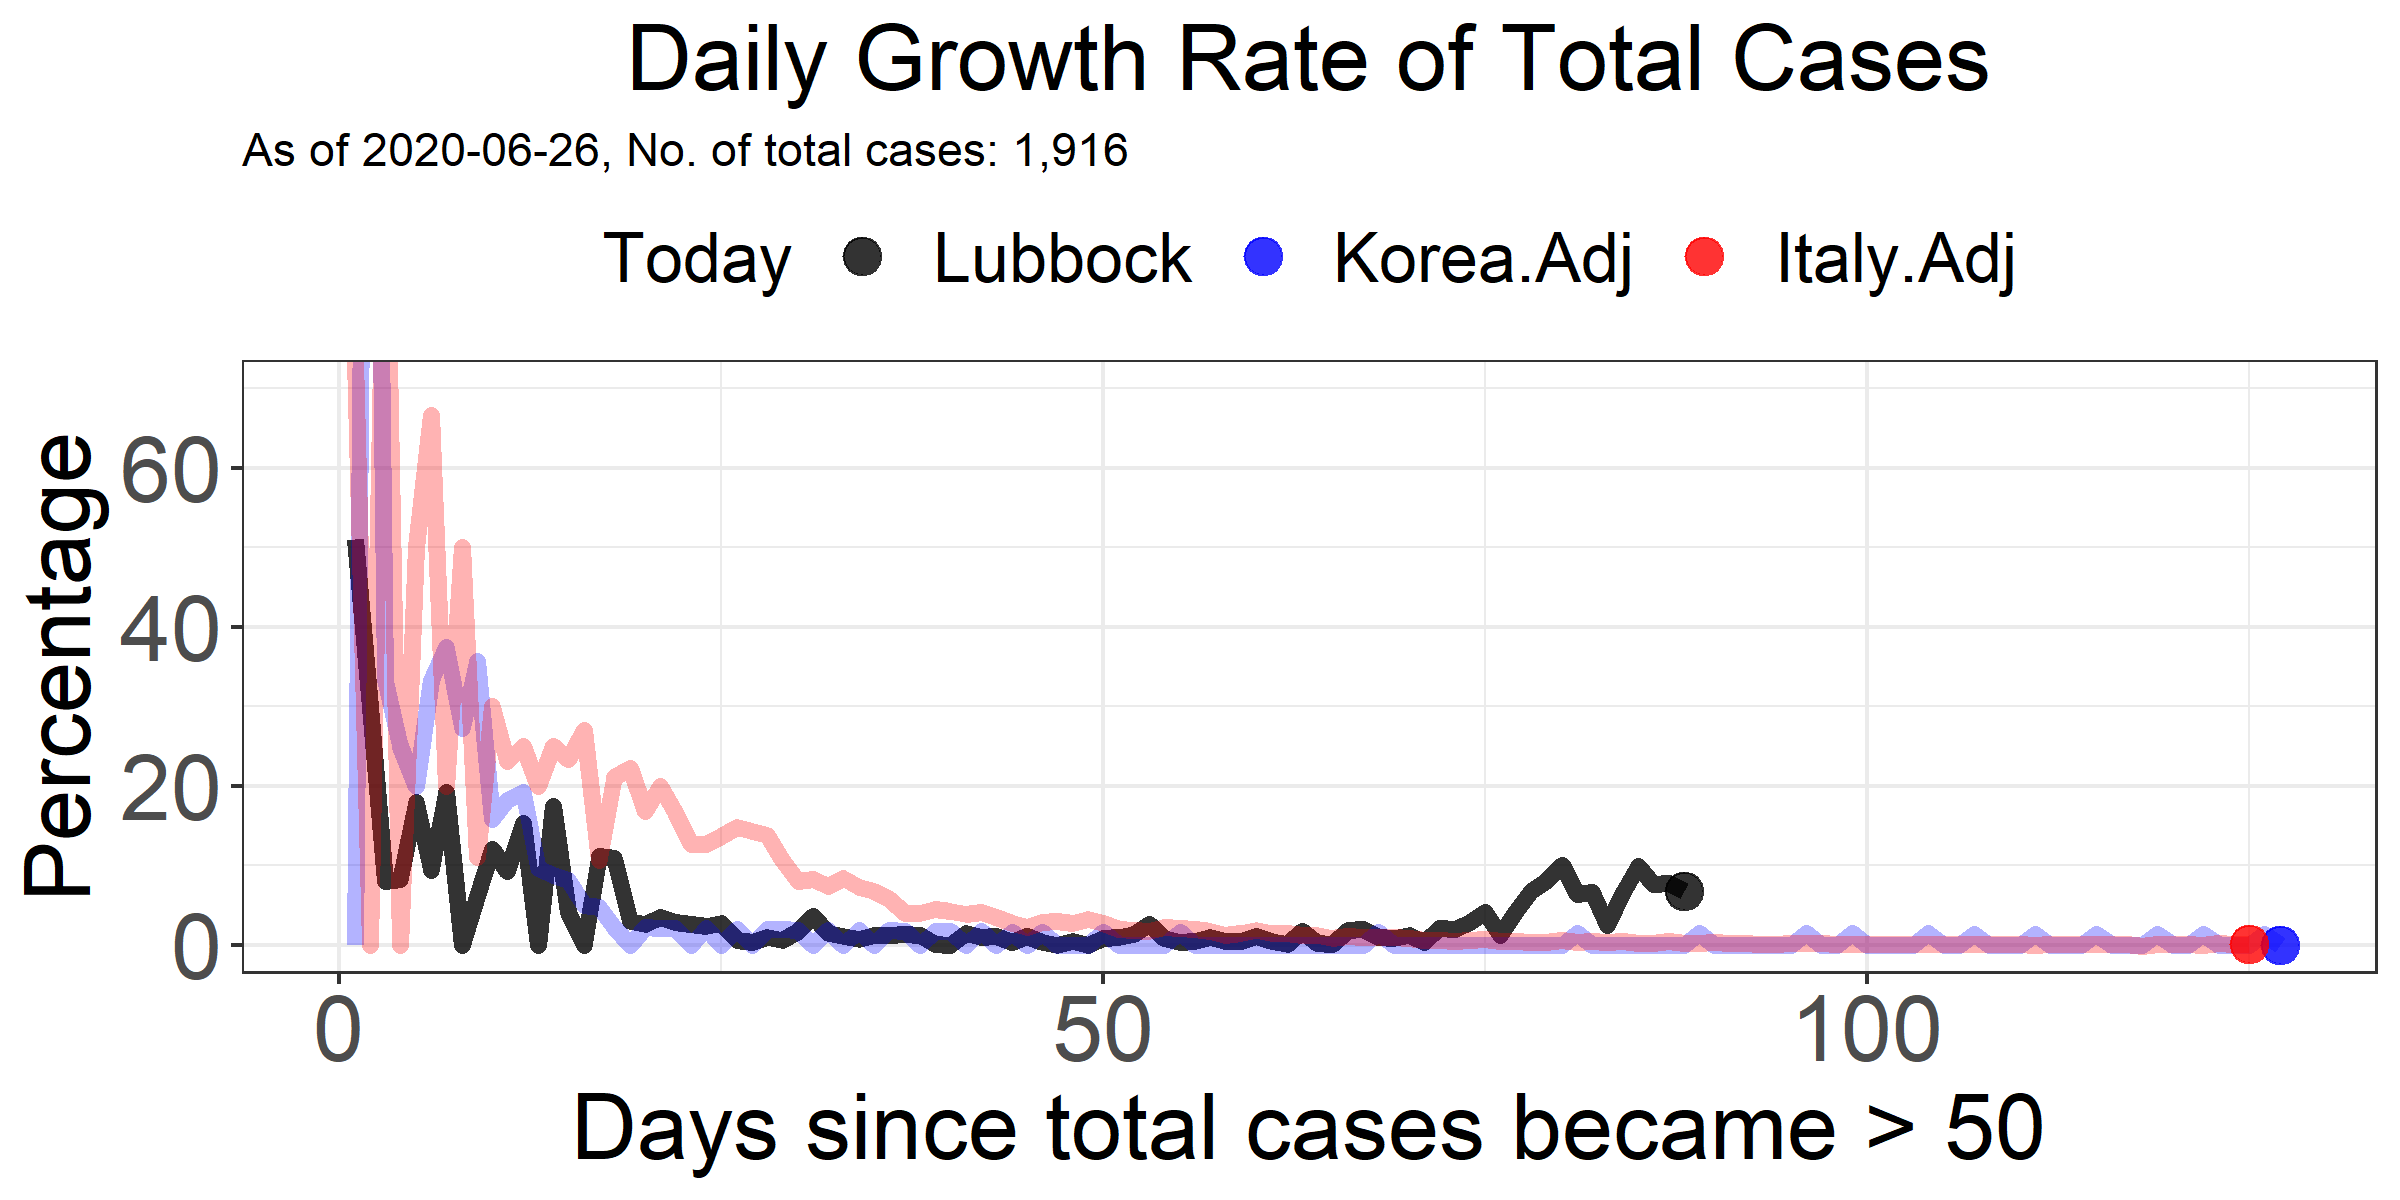 Daily Growth Rate of Total Cases
As of 2020-06-26, No. of total cases: 1,916
Today Lubbock Korea.Adj Italy.Adj
Percentage
60
40
20
0
0 50 100
Days since total cases became > 50